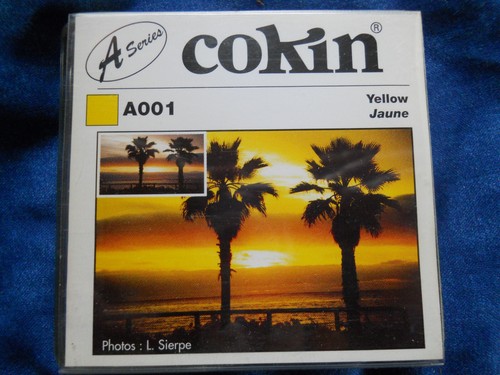 A Series
cokin®
A001
Yellow
Jaune
Photos : L. Sierpe